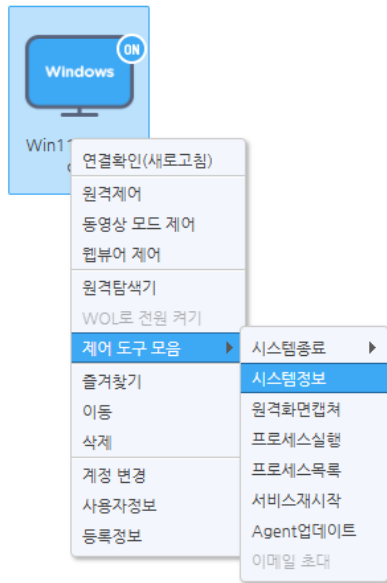 ON
Windows
Win11
연결확인(새로고침)
원격제어
동영상 모드 제어
웹뷰어 제어
원격탐색기
WOL로 전원 켜기
제어 도구 모음
즐겨찾기
이동
삭제
계정 변경
사용자정보
등록정보
시스템종료
시스템정보
원격화면캡쳐
프로세스실행
프로세스목록
서비스재시작
Agent업데이트
이메일 초대